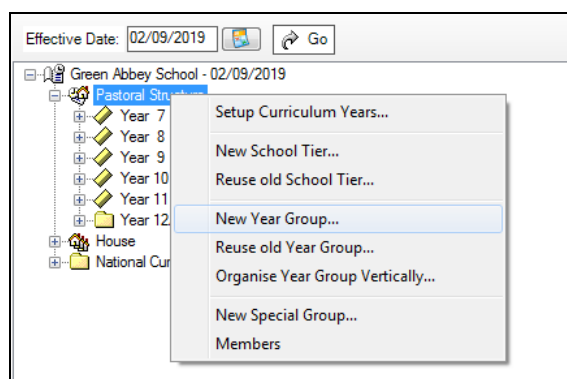 Effective Date: 02/09/2019 Go
Green Abbey School - 02/09/2019
Pastoral
Year 7
Year 8
Year 9
Year 10
Year 11
Year 12
House
National
Setup Curriculum Years...
New School Tier...
Reuse old School Tier...
New Year Group...
Reuse old Year Group...
Organise Year Group Vertically...
New Special Group...
Members